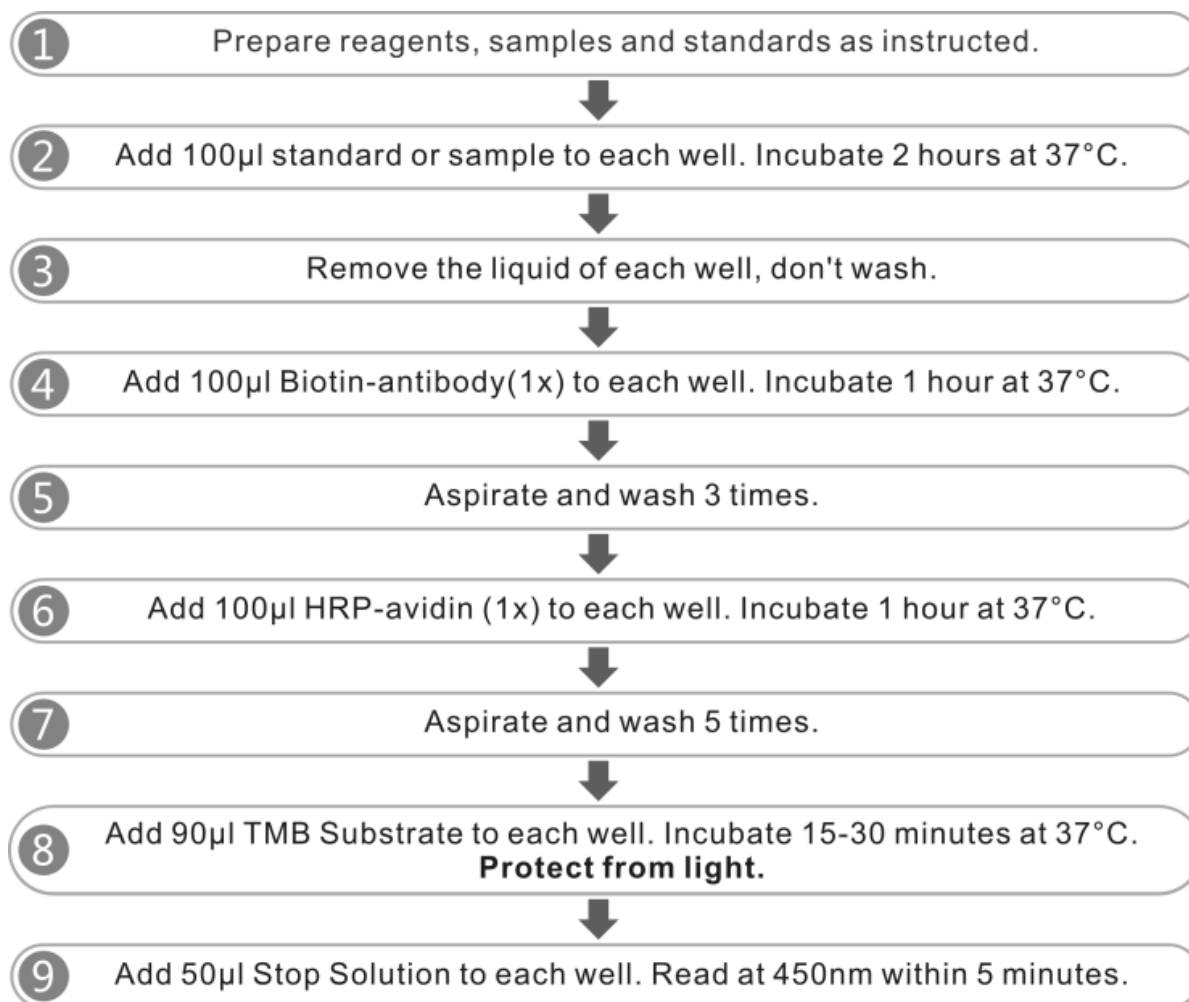 1 Prepare reagents, samples and standards as instructed.
2 Add 100µl standard or sample to each well. Incubate 2 hours at 37°C.
3 Remove the liquid of each well, don't wash.
4 Add 100µl Biotin-antibody(1x) to each well. Incubate 1 hour at 37°C.
5 Aspirate and wash 3 times.
6 Add 100µl HRP-avidin (1x) to each well. Incubate 1 hour at 37°C.
7 Aspirate and wash 5 times.
8 Add 90µl TMB Substrate to each well. Incubate 15-30 minutes at 37°C.
Protect from light.
9 Add 50µl Stop Solution to each well. Read at 450nm within 5 minutes.